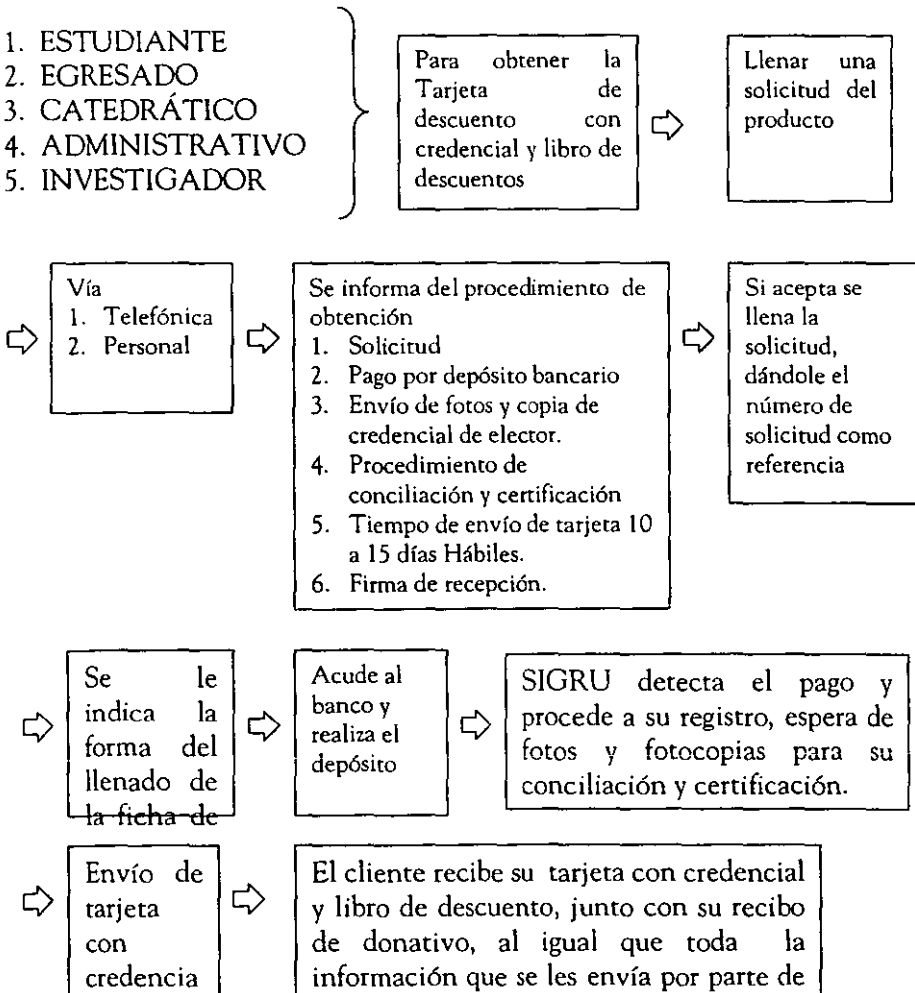 1. ESTUDIANTE
2. EGRESADO
3. CATEDRÁTICO
4. ADMINISTRATIVO
5. INVESTIGADOR
Para obtener la
Tarjeta de
descuento con
credencial y libro de
descuentos
Llenar una
solicitud del
producto
Vía
1. Telefónica
2. Personal
Se informa del procedimiento de
obtención
1. Solicitud
2. Pago por depósito bancario
3. Envío de fotos y copia de
credencial de elector.
4. Procedimiento de
conciliación y certificación
5. Tiempo de envío de tarjeta 10
a 15 días Hábiles.
6. Firma de recepción.
Si acepta se
llena la
solicitud,
dándole el
número de
solicitud como
referencia
Se le
indica la
forma del
llenado de
la ficha de
Acude al
banco y
realiza el
depósito
SIGRU detecta el pago y
procede a su registro, espera de
fotos y fotocopias para su
conciliación y certificación.
Envío de
tarjeta
con
credencia
El cliente recibe su tarjeta con credencial
y libro de descuento, junto con su recibo
de donativo, al igual que toda la
información que se les envía por parte de